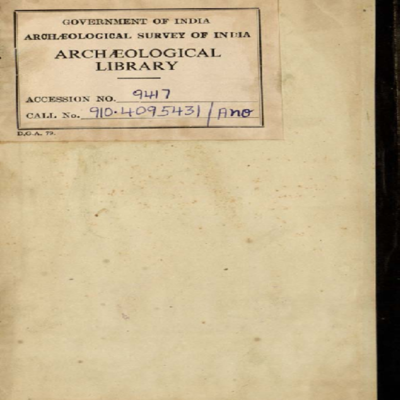 GOVERNMENT OF INDIA
ARCHÆOLOGICAL SURVEY OF INDIA
ARCHÆOLOGICAL
LIBRARY
ACCESSION NO. 9417
CALL No. 910.4095431/Ano
D.G.A. 79.